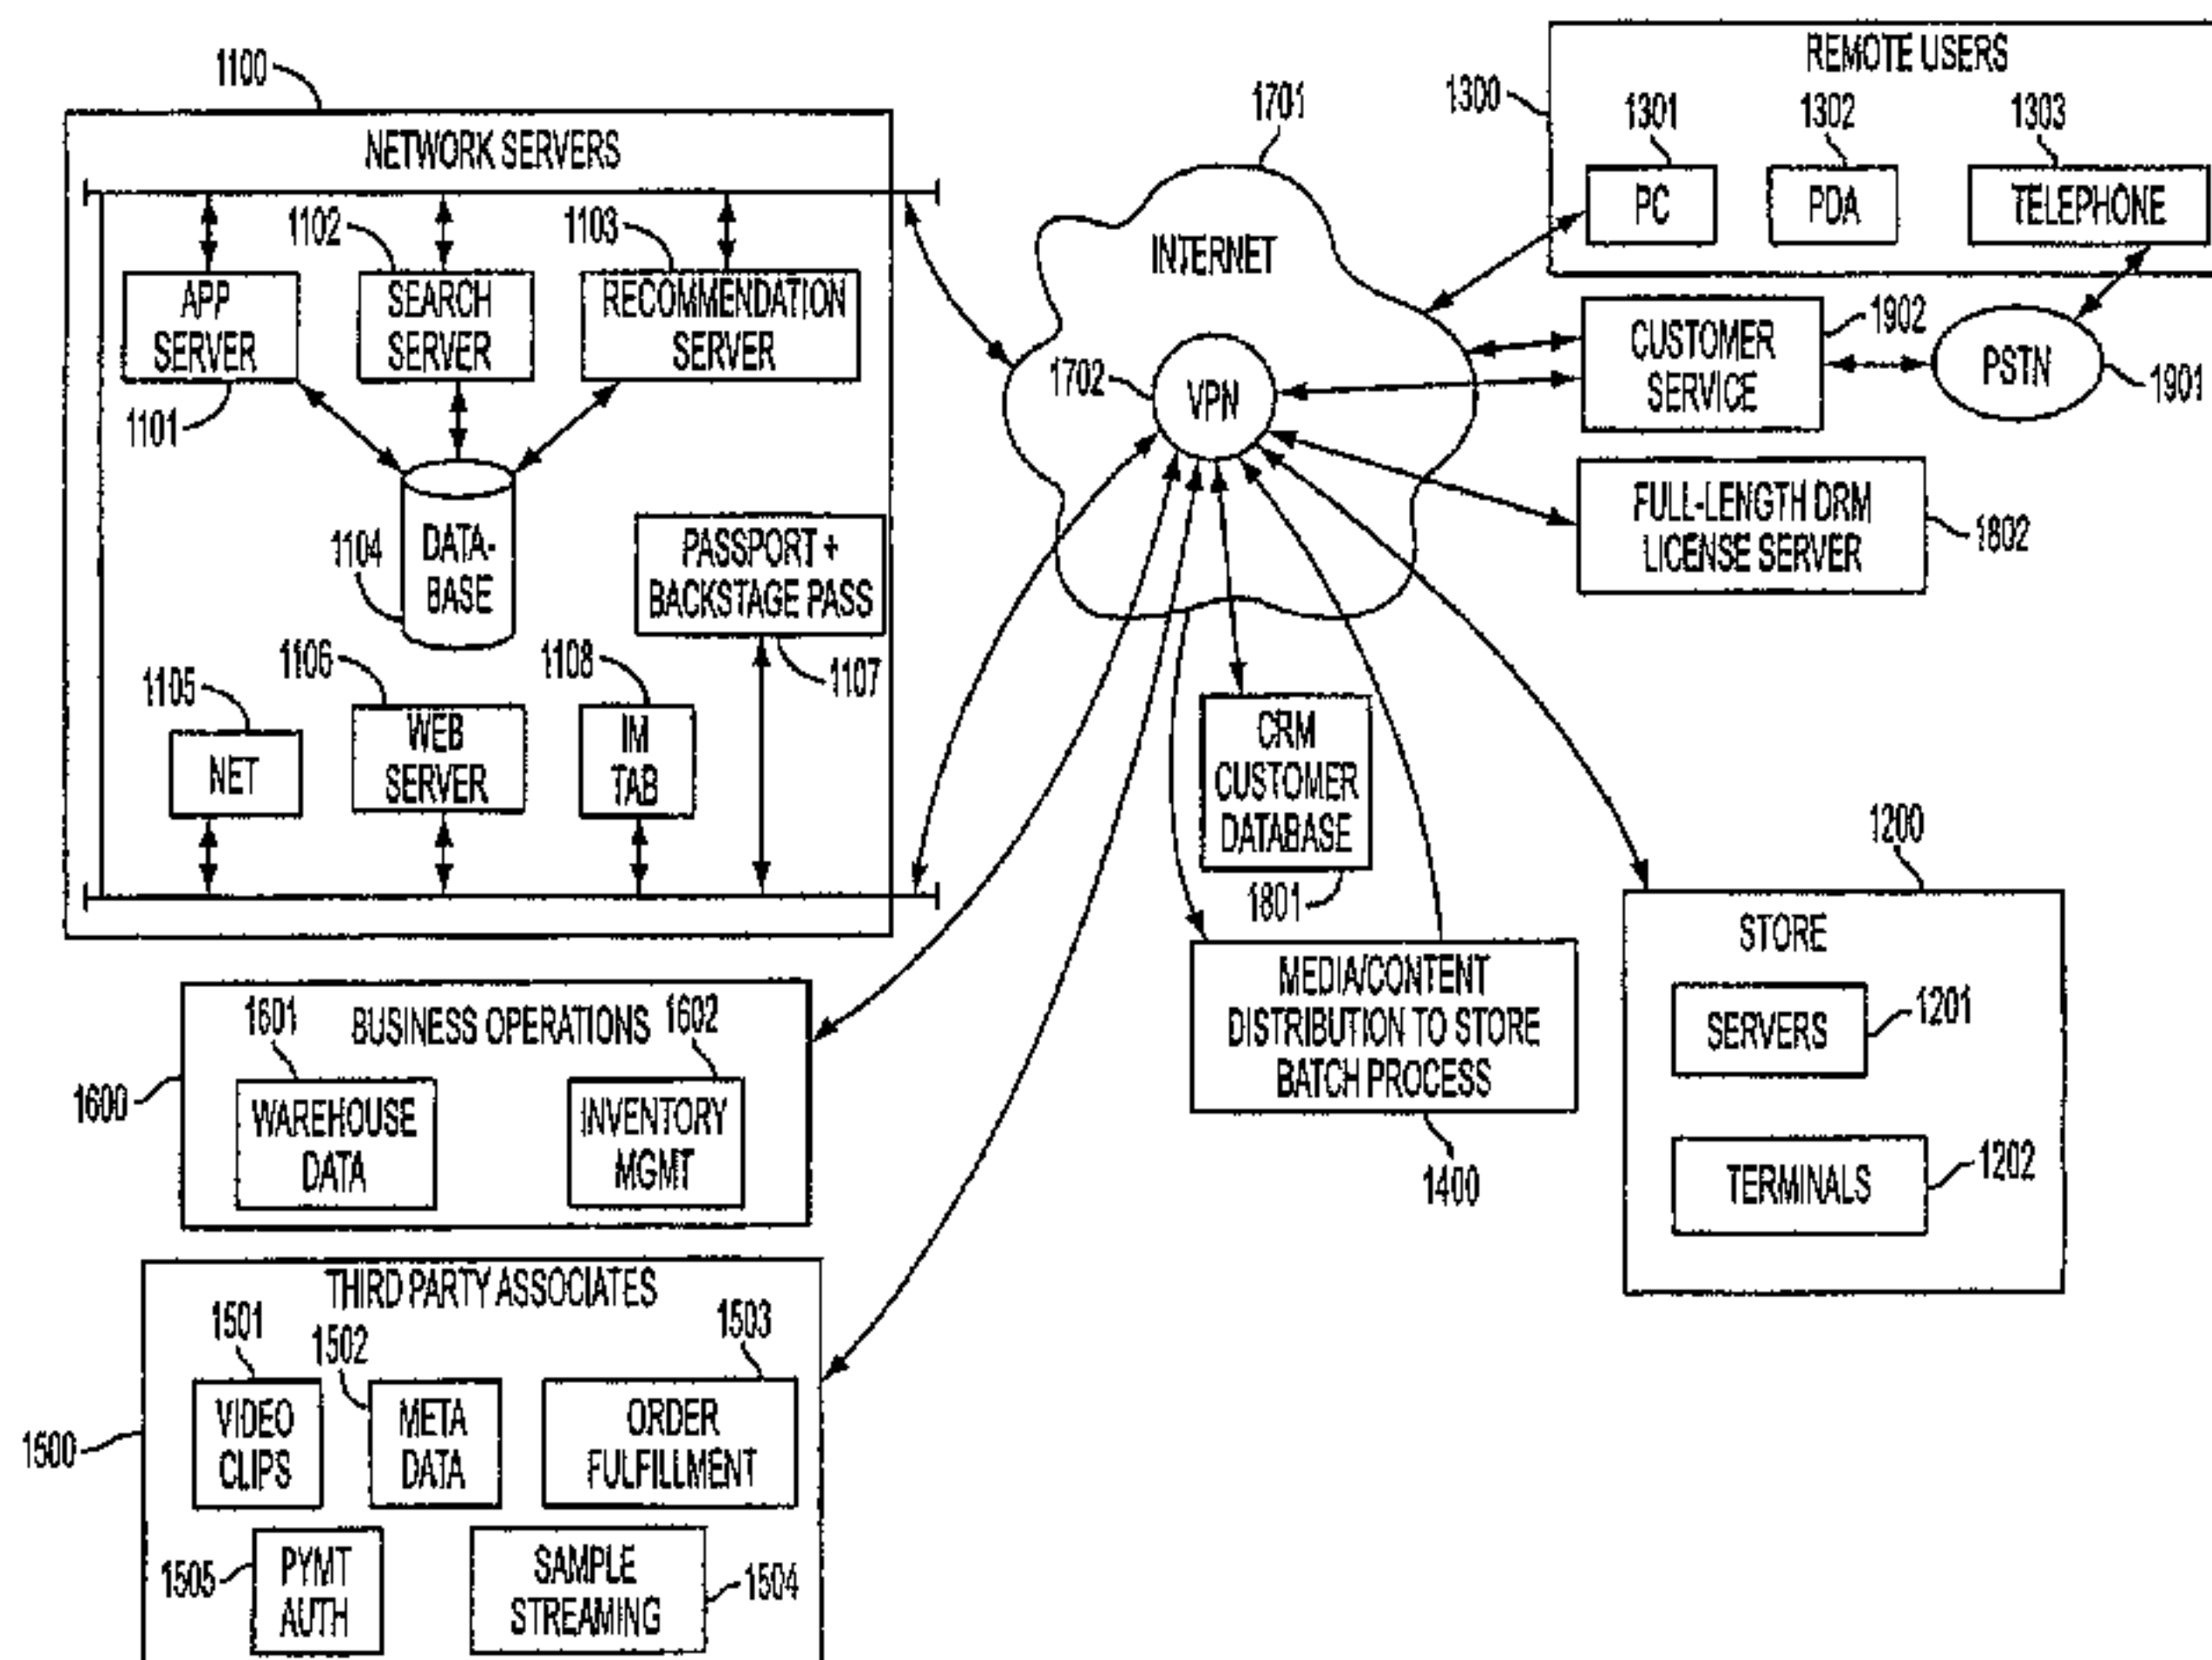 1100
NETWORK SERVERS
1102
1103
APP
SERVER
SEARCH
SERVER
RECOMMENDATION
SERVER
1101
1104
DATA-
BASE
PASSPORT +
BACKSTAGE PASS
1107
1105
1106
1108
NET
WEB
SERVER
IM
TAB
1701
INTERNET
1702
VPN
REMOTE USERS
1300
1301
1302
1303
PC
PDA
TELEPHONE
CUSTOMER
SERVICE
1902
PSTN
1901
FULL-LENGTH DRM
LICENSE SERVER
1802
CRM
CUSTOMER
DATABASE
1801
MEDIA/CONTENT
DISTRIBUTION TO STORE
BATCH PROCESS
1400
1200
STORE
SERVERS
1201
TERMINALS
1202
1600
BUSINESS OPERATIONS
1601
1602
WAREHOUSE
DATA
INVENTORY
MGMT
THIRD PARTY ASSOCIATES
1500
1501
1502
1503
VIDEO
CLIPS
META
DATA
ORDER
FULFILLMENT
1505
PYMT
AUTH
SAMPLE
STREAMING
1504